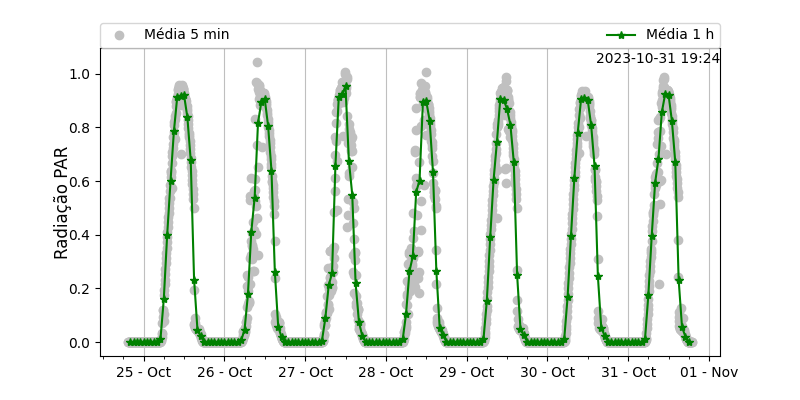 Média 5 min
Média 1 h
2023-10-31 19:24
Radiação PAR
1.0
0.8
0.6
0.4
0.2
0.0
25 - Oct
26 - Oct
27 - Oct
28 - Oct
29 - Oct
30 - Oct
31 - Oct
01 - Nov